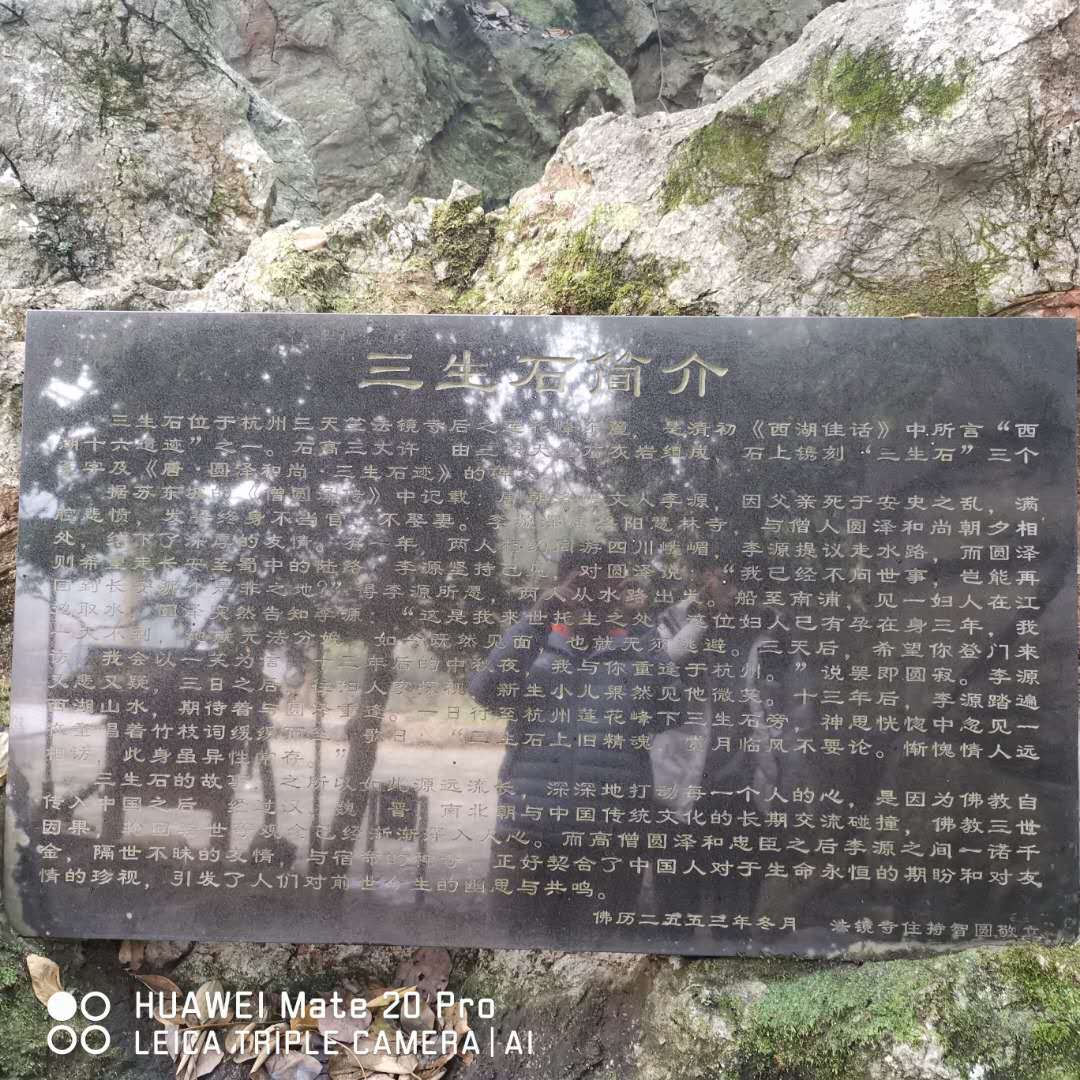 三生石简介
三生石位于杭州三天竺法镜寺后之莲花峰东麓，是清初《西湖佳话》中所言“西
湖十六遗迹”之一。石高三丈许，由三 大 石灰岩组成，石上镌刻“三生石”三个
及《唐·圆泽和尚·三生石迹》的碑
据苏东坡的《僧圆泽传》中记载，唐朝 文人李源，因父亲死于安史之乱，满
腔悲愤，发誓终身不当官、不娶妻。李源 阳慧林寺，与僧人圆泽和尚朝夕相
处，结下了深厚的友情。有一年，两人相约同游四川峨嵋，李源提议走水路，而圆泽
则希望走长安至蜀中的陆路。李源坚持己见，对圆泽说：“我已经不问世事，岂能再
回到长安 是非之地？” 得李源所愿，两人从水路出发。船至南浦，见一妇人在江
取水，圆泽突然告知李源：“这是我来世托生之处，这位妇人已有孕在身三年，我
一天不到，她就无法分娩。如今既然见面，也就无须逃避。三天后，希望你登门来
访，我会以一笑为信。十三年后的中秋夜，我与你重逢于杭州。”说罢即圆寂。李源
又悲又疑，三日之后 人家探视，新生小儿果然见他微笑。十三年后，李源踏遍
西湖山水，期待着与圆泽重逢。一日行至杭州莲花峰下三生石旁，神思恍惚中忽见一
牧童唱着竹枝词缓缓而至，歌曰：“三生石上旧精魂，赏月临风不要论。惭愧情人远
相访，此身虽异性常存。”
三生石的故事，之所以如此源远流长，深深地打动每一个人的心，是因为佛教自
传入中国之后，经过汉、魏、晋、南北朝与中国传统文化的长期交流碰撞，佛教三世
因果，轮回转世等观念已经渐渐深入人心。而高僧圆泽和忠臣之后李源之间一诺千
金，隔世不昧的友情，与宿命的神奇，正好契合了中国人对于生命永恒的期盼和对友
情的珍视，引发了人们对前世今生的幽思与共鸣。
佛历二五五三年冬月 法镜寺住持智圆敬立
HUAWEI Mate 20 Pro
LEICA TRIPLE CAMERA | AI